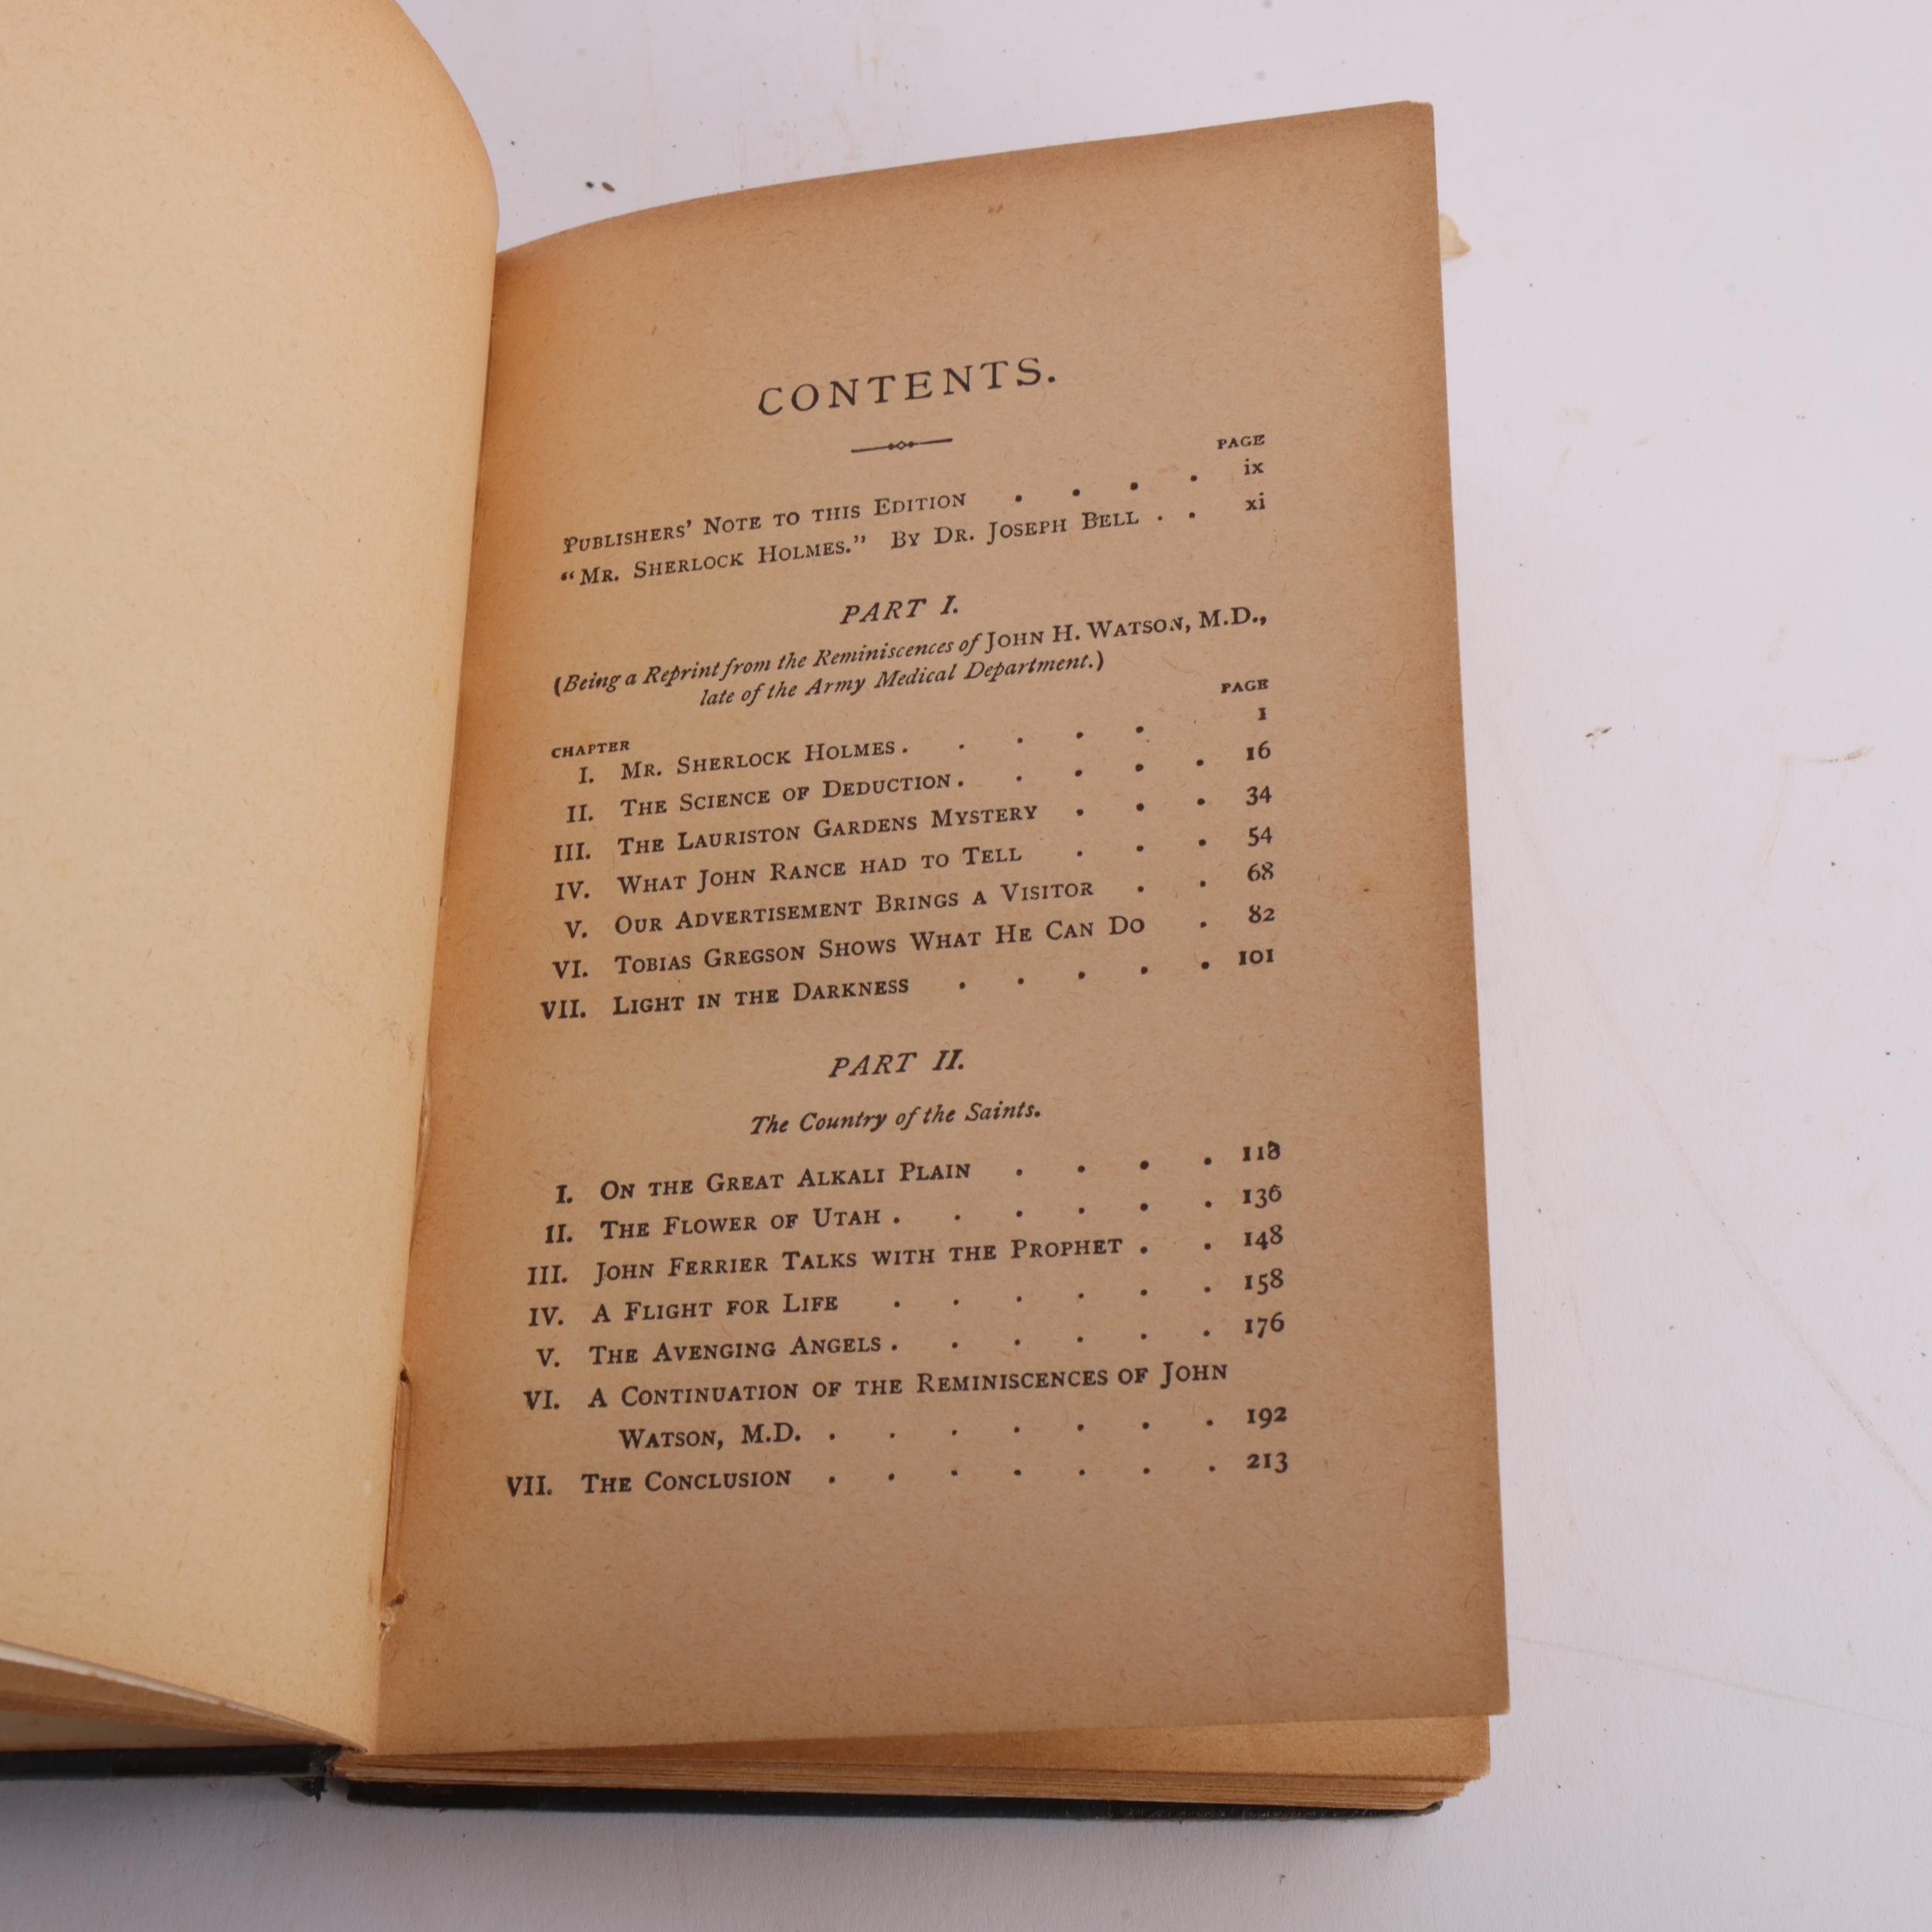 CONTENTS.
PAGE
PUBLISHERS' NOTE TO THIS EDITION . . . . ix
"MR. SHERLOCK HOLMES." BY DR. JOSEPH BELL . . xi
PART I.
(Being a Reprint from the Reminiscences of JOHN H. WATSON, M.D.,
late of the Army Medical Department.)
CHAPTER PAGE
I. MR. SHERLOCK HOLMES . . . . . 1
II. THE SCIENCE OF DEDUCTION . . . . . 16
III. THE LAURISTON GARDENS MYSTERY . . . 34
IV. WHAT JOHN RANCE HAD TO TELL . . . 54
V. OUR ADVERTISEMENT BRINGS A VISITOR . . 68
VI. TOBIAS GREGSON SHOWS WHAT HE CAN DO . 82
VII. LIGHT IN THE DARKNESS . . . . . 101
PART II.
The Country of the Saints.
I. ON THE GREAT ALKALI PLAIN . . . . 118
II. THE FLOWER OF UTAH . . . . . . 136
III. JOHN FERRIER TALKS WITH THE PROPHET . . 148
IV. A FLIGHT FOR LIFE . . . . . . 158
V. THE AVENGING ANGELS . . . . . . 176
VI. A CONTINUATION OF THE REMINISCENCES OF JOHN
WATSON, M.D. . . . . . . . 192
VII. THE CONCLUSION . . . . . . . 213